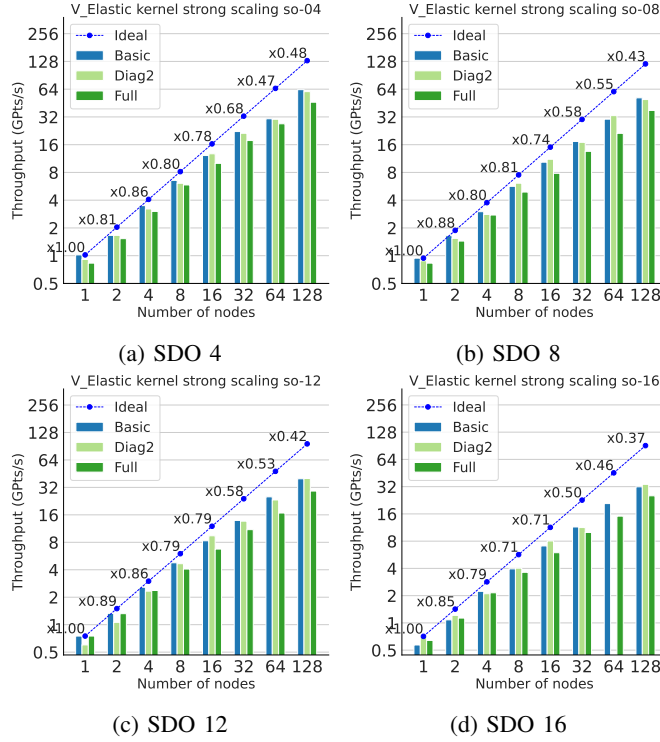 V_Elastic kernel strong scaling so-04
Throughput (GPts/s)
256
128
64
32
16
8
4
2
1
0.5
Ideal
Basic
Diag2
Full
x1.00
x0.81
x0.86
x0.80
x0.78
x0.68
x0.47
x0.48
1 2 4 8 16 32 64 128
Number of nodes
(a) SDO 4
V_Elastic kernel strong scaling so-08
Throughput (GPts/s)
256
128
64
32
16
8
4
2
1
0.5
Ideal
Basic
Diag2
Full
x1.00
x0.88
x0.80
x0.81
x0.74
x0.58
x0.55
x0.43
1 2 4 8 16 32 64 128
Number of nodes
(b) SDO 8
V_Elastic kernel strong scaling so-12
Throughput (GPts/s)
256
128
64
32
16
8
4
2
1
0.5
Ideal
Basic
Diag2
Full
x1.00
x0.89
x0.86
x0.79
x0.79
x0.58
x0.53
x0.42
1 2 4 8 16 32 64 128
Number of nodes
(c) SDO 12
V_Elastic kernel strong scaling so-16
Throughput (GPts/s)
256
128
64
32
16
8
4
2
1
0.5
Ideal
Basic
Diag2
Full
x1.00
x0.85
x0.79
x0.71
x0.71
x0.50
x0.46
x0.37
1 2 4 8 16 32 64 128
Number of nodes
(d) SDO 16